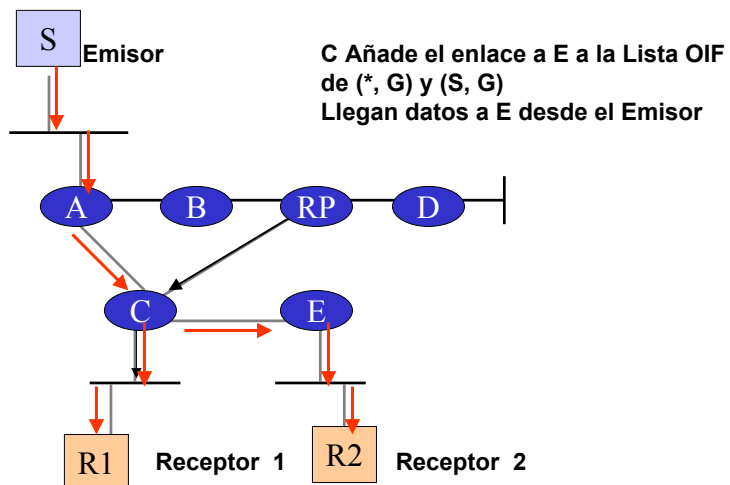 S
Emisor
C Añade el enlace a E a la Lista OIF
de (*, G) y (S, G)
Llegan datos a E desde el Emisor
A
B
RP
D
C
E
R1
Receptor 1
R2
Receptor 2